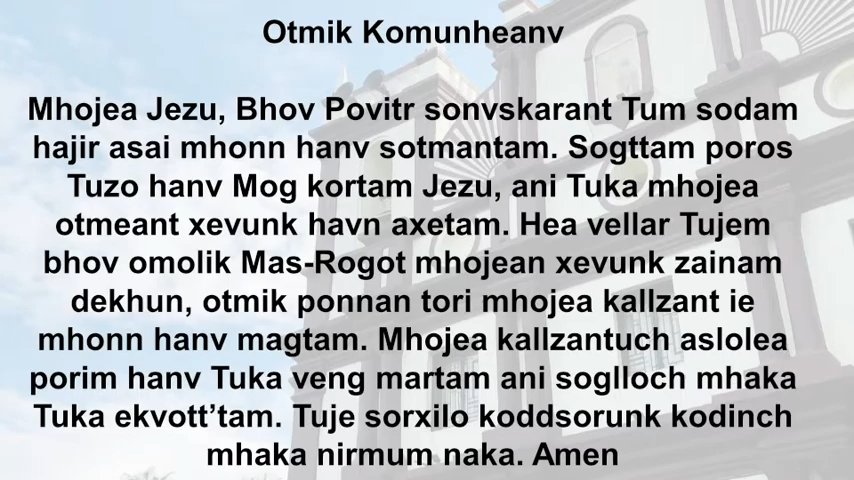 Otmik Komunheanv
Mhojea Jezu, Bhov Povitr sonvskarant Tum sodam
hajir asai mhonn hanv sotmantam. Sogttam poros
Tuzo hanv Mog kortam Jezu, ani Tuka mhojea
otmeant xevunk havn axetam. Hea vellar Tujem
bhov omolik Mas-Rogot mhojean xevunk zainam
dekhun, otmik ponnan tori mhojea kallzant ie
mhonn hanv magtam. Mhojea kallzantuch aslolea
porim hanv Tuka veng martam ani soglloch mhaka
Tuka ekvott’tam. Tuje sorxilo koddsorunk kodinch
mhaka nirmum naka. Amen